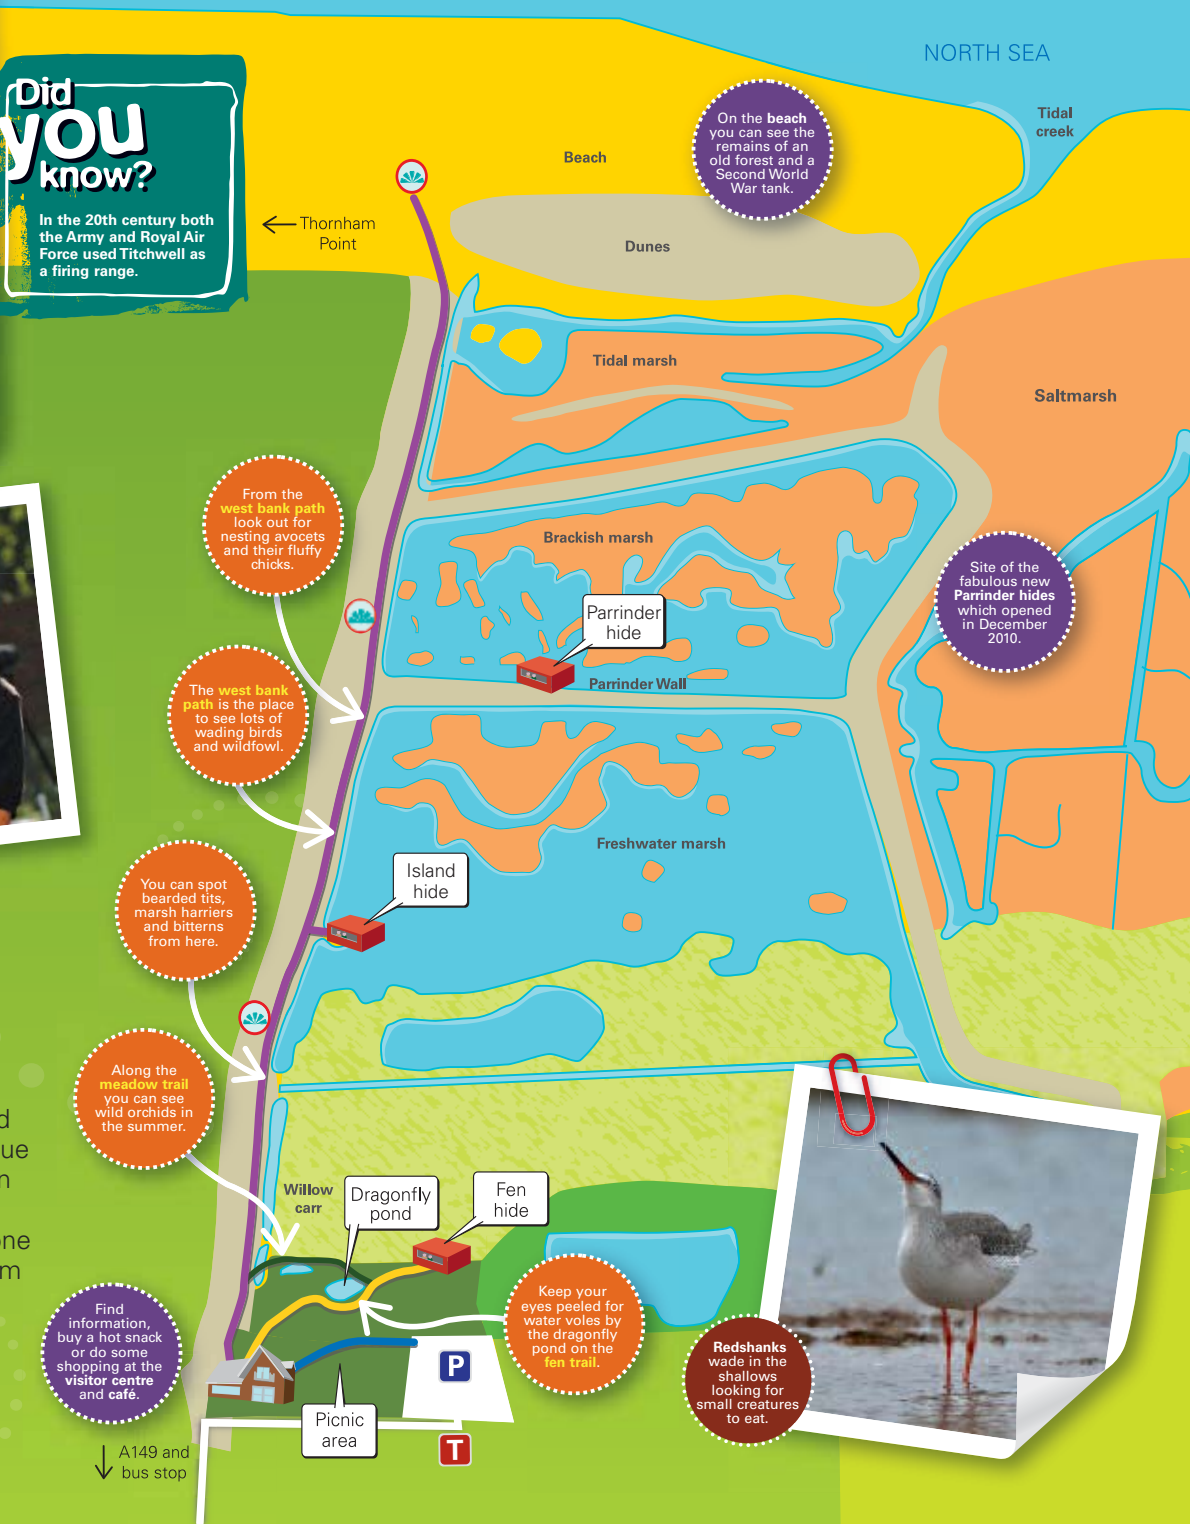 NORTH SEA
Did
you
know?
In the 20th century both
the Army and Royal Air
Force used Titchwell as
a firing range.
On the beach
you can see the
remains of an
old forest and a
Second World
War tank.
Tidal
creek
Beach
Thornham
Point
Dunes
Tidal marsh
Saltmarsh
From the
west bank path
look out for
nesting avocets
and their fluffy
chicks.
Brackish marsh
Site of the
fabulous new
Parrinder hides
which opened
in December
2010.
Parrinder
hide
Parrinder Wall
The west bank
path is the place
to see lots of
wading birds
and wildfowl.
Freshwater marsh
Island
hide
You can spot
bearded tits,
marsh harriers
and bitterns
from here.
Along the
meadow trail
you can see
wild orchids in
the summer.
d
ue
n
one
m
Willow
carr
Dragonfly
pond
Fen
hide
Find
information,
buy a hot snack
or do some
shopping at the
visitor centre
and café.
Keep your
eyes peeled for
water voles by
the dragonfly
pond on the
fen trail.
Redshanks
wade in the
shallows
looking for
small creatures
to eat.
P
Picnic
area
T
A149 and
bus stop